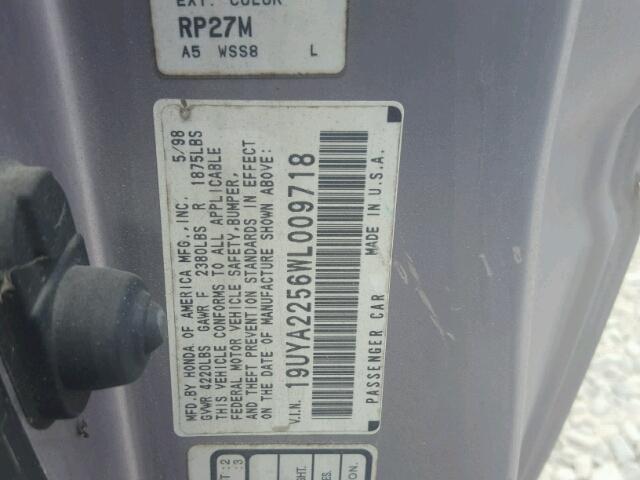 EXT. COLOR
RP27M
A5 WSS8 L
MFD.BY HONDA OF AMERICA MFG.,INC. 5/98
GVWR 4220LBS GAWR F 2380LBS R 1875LBS
THIS VEHICLE CONFORMS TO ALL APPLICABLE
FEDERAL MOTOR VEHICLE SAFETY,BUMPER,
AND THEFT PREVENTION STANDARDS IN EFFECT
ON THE DATE OF MANUFACTURE SHOWN ABOVE:
V.I.N. 19UYA2256WL009718
PASSENGER CAR MADE IN U.S.A.